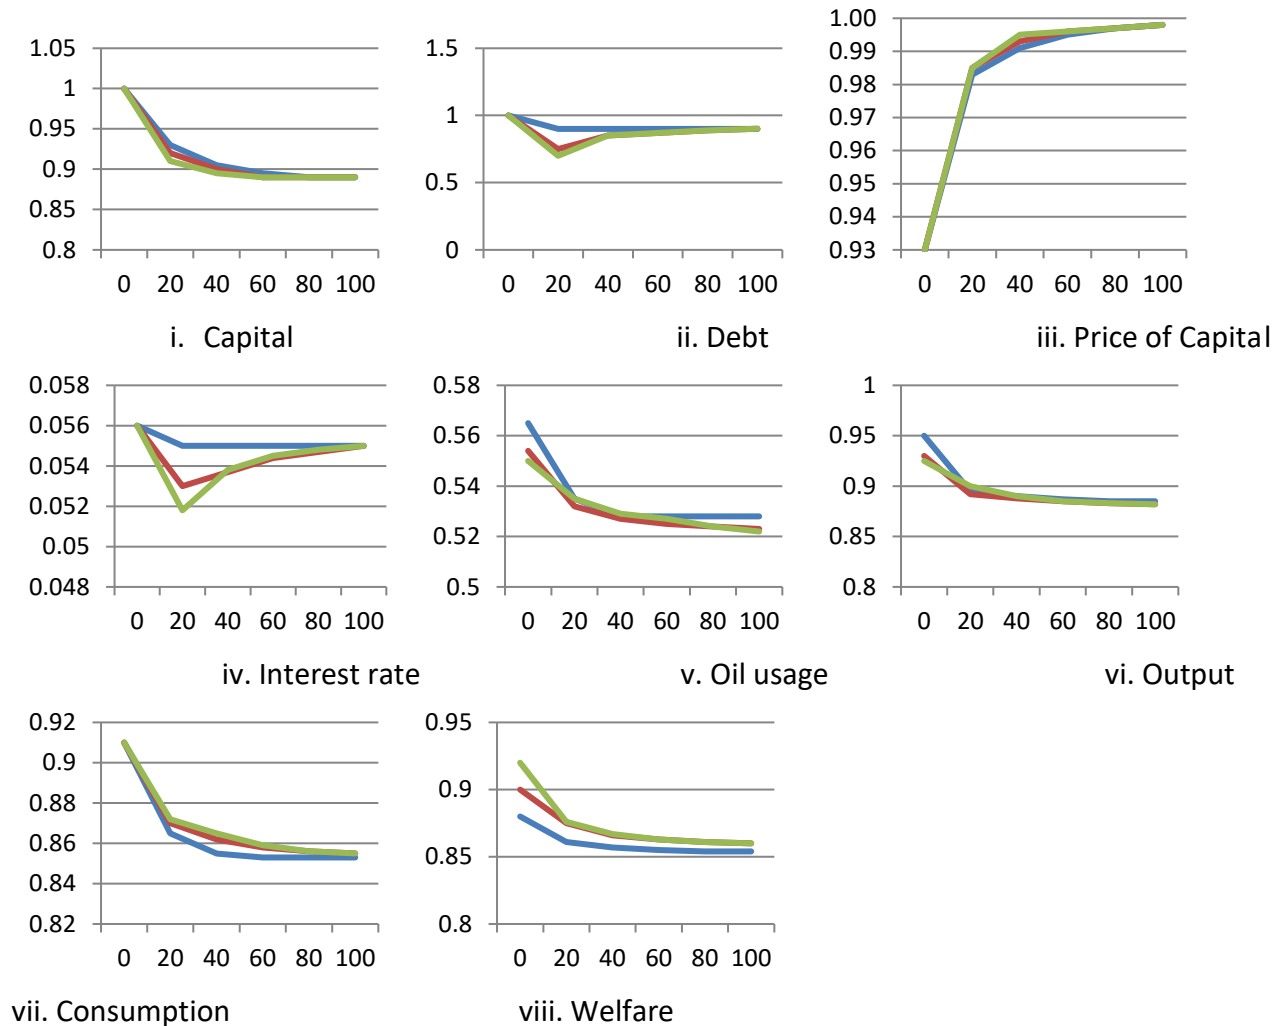 1.05
1
0.95
0.9
0.85
0.8
0 20 40 60 80 100
i. Capital
1.5
1
0.5
0
0 20 40 60 80 100
ii. Debt
1.00
0.99
0.98
0.97
0.96
0.95
0.94
0.93
0 20 40 60 80 100
iii. Price of Capital
0.058
0.056
0.054
0.052
0.05
0.048
0 20 40 60 80 100
iv. Interest rate
0.58
0.56
0.54
0.52
0.5
0 20 40 60 80 100
v. Oil usage
1
0.95
0.9
0.85
0.8
0 20 40 60 80 100
vi. Output
0.92
0.9
0.88
0.86
0.84
0.82
0 20 40 60 80 100
vii. Consumption
0.95
0.9
0.85
0.8
0 20 40 60 80 100
viii. Welfare